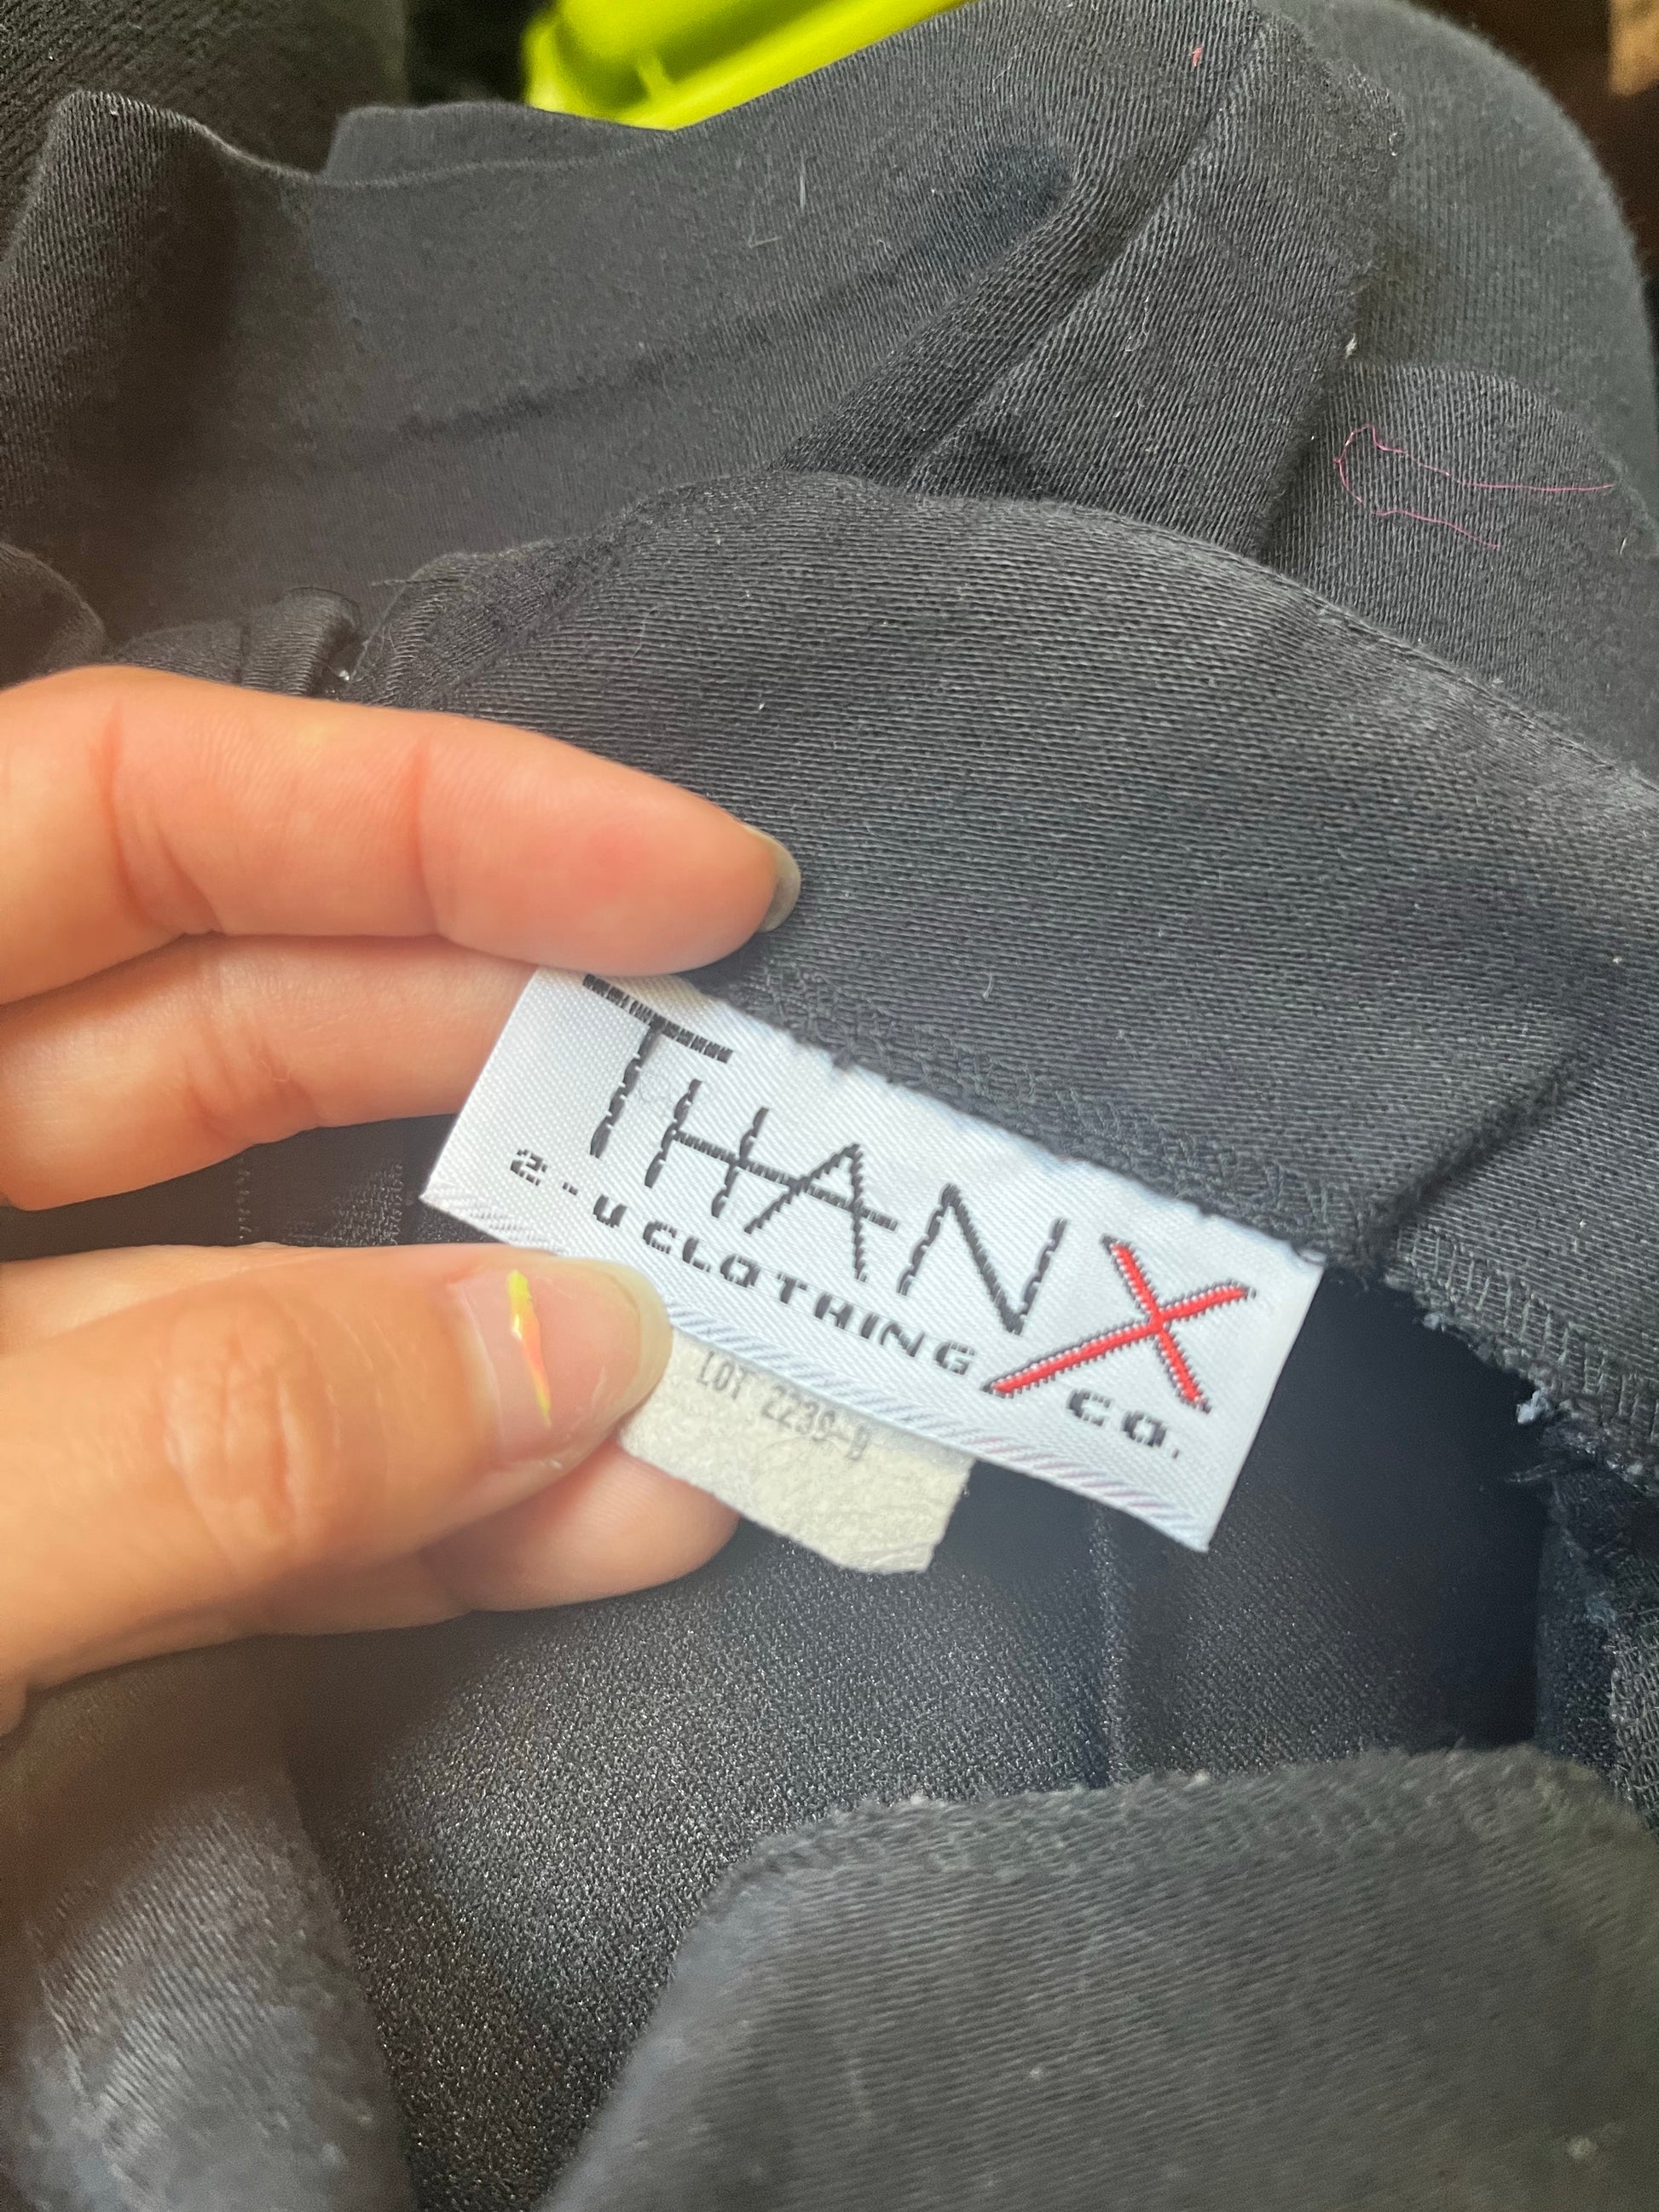 THANX
2-U CLOTHING CO.
LOT 2239-B